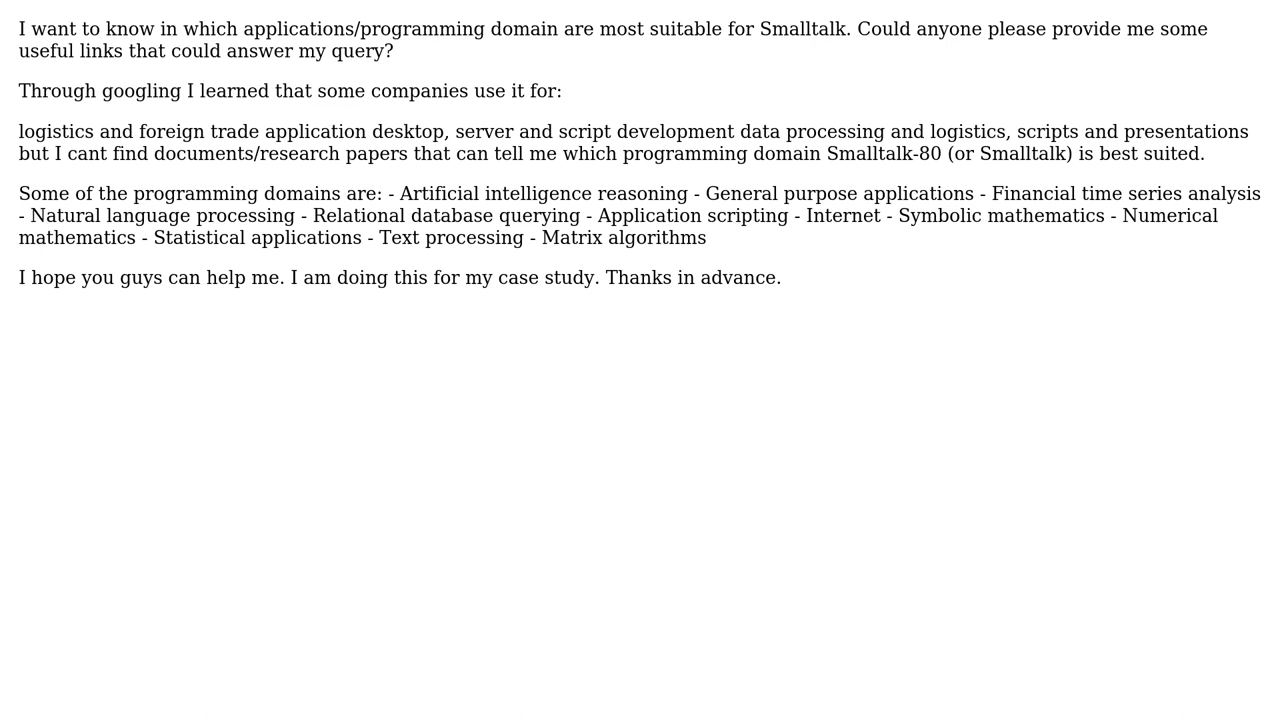 I want to know in which applications/programming domain are most suitable for Smalltalk. Could anyone please provide me some
useful links that could answer my query?
Through googling I learned that some companies use it for:
logistics and foreign trade application desktop, server and script development data processing and logistics, scripts and presentations
but I cant find documents/research papers that can tell me which programming domain Smalltalk-80 (or Smalltalk) is best suited.
Some of the programming domains are: - Artificial intelligence reasoning - General purpose applications - Financial time series analysis
- Natural language processing - Relational database querying - Application scripting - Internet - Symbolic mathematics - Numerical
mathematics - Statistical applications - Text processing - Matrix algorithms
I hope you guys can help me. I am doing this for my case study. Thanks in advance.